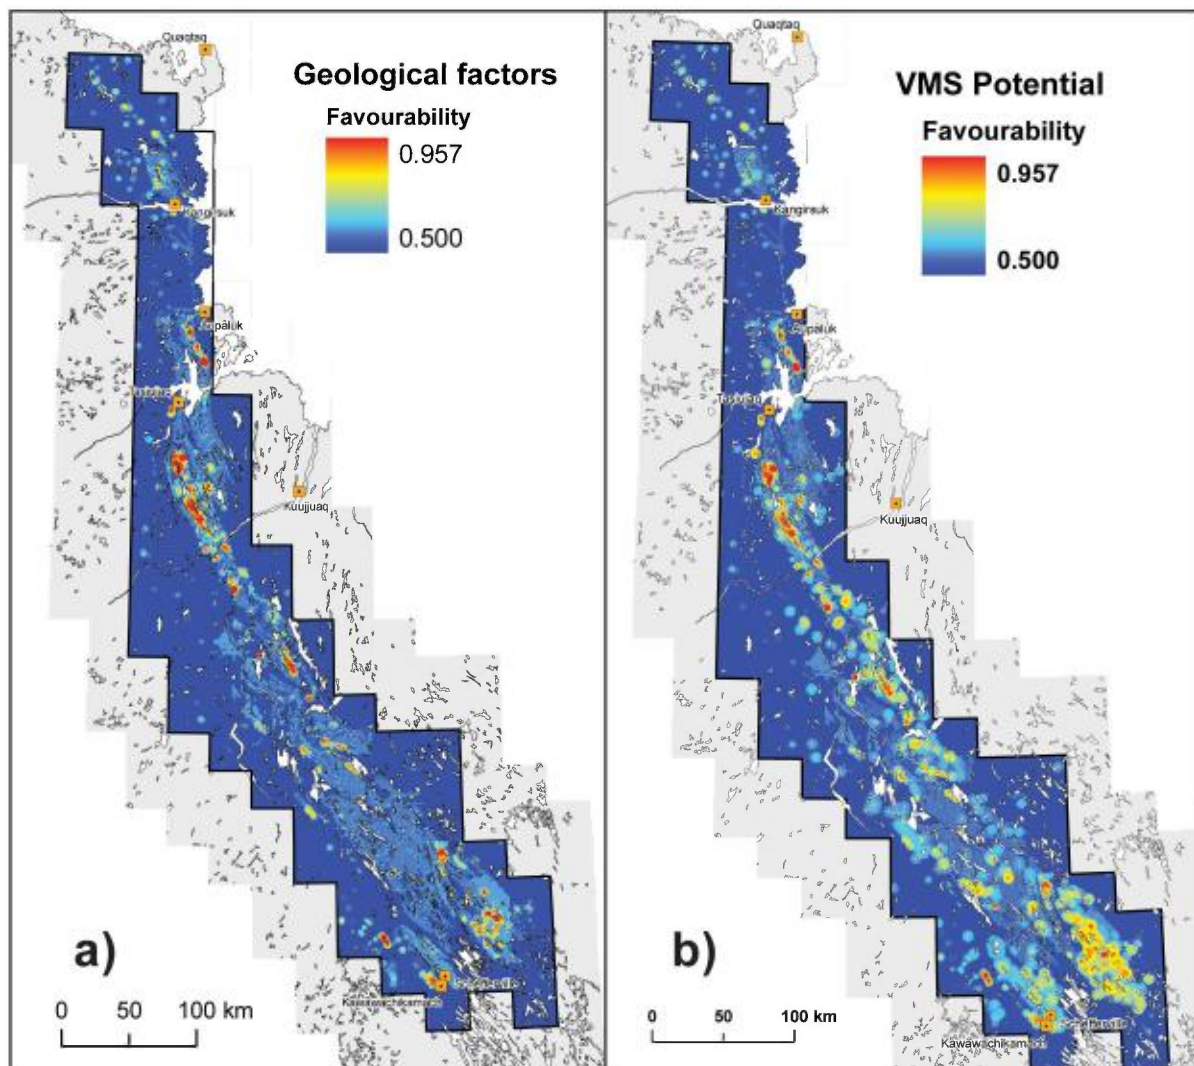 Quaqtaq
Geological factors
Favourability
0.957
0.500
Kangirsuk
Kuujjuaq
a)
0 50 100 km
Quaqtaq
VMS Potential
Favourability
0.957
0.500
Kangirsuk
Kuujjuaq
b)
0 50 100 km